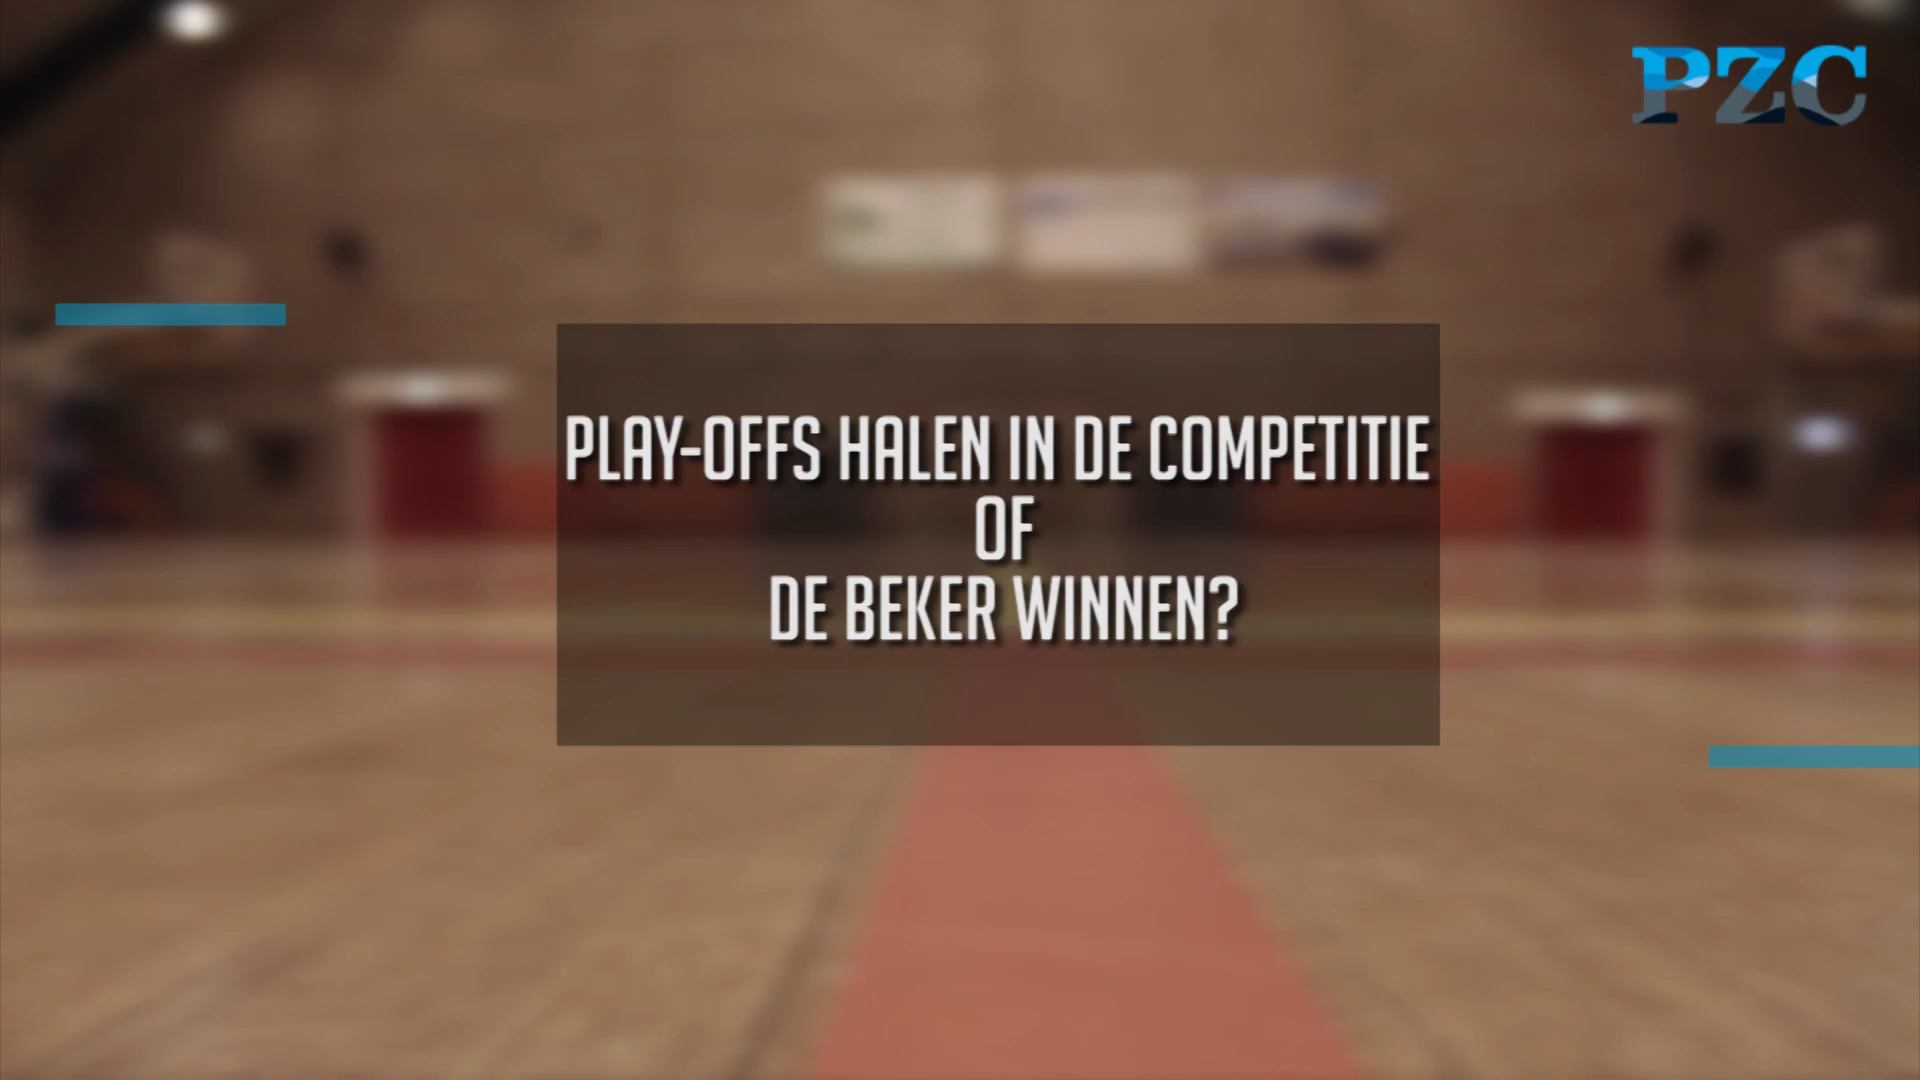 PZC
PLAY-OFFS HALEN IN DE COMPETITIE
OF
DE BEKER WINNEN?